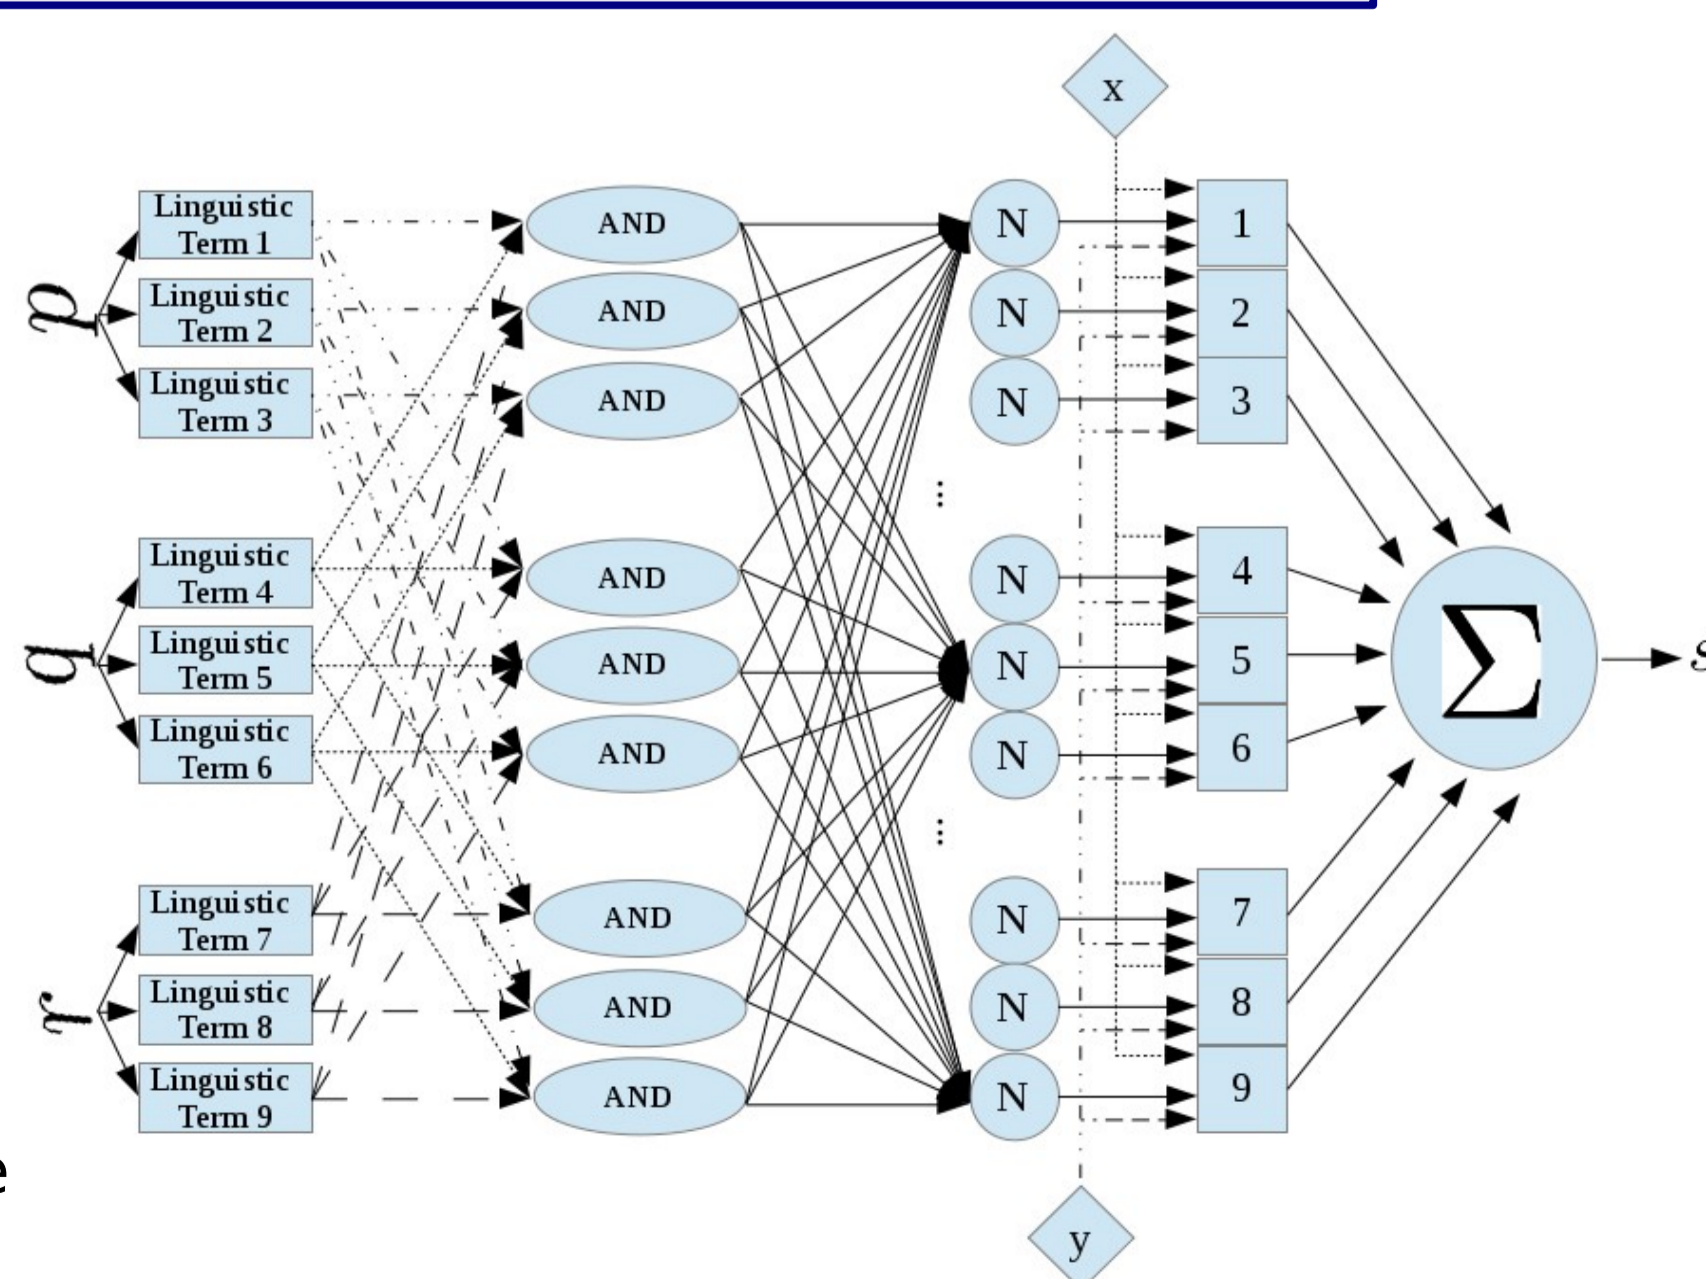 x
p
Linguistic
Term 1
Linguistic
Term 2
Linguistic
Term 3
q
Linguistic
Term 4
Linguistic
Term 5
Linguistic
Term 6
r
Linguistic
Term 7
Linguistic
Term 8
Linguistic
Term 9
AND
AND
AND
AND
AND
AND
AND
AND
AND
N
N
N
...
N
N
N
...
N
N
N
1
2
3
4
5
6
7
8
9
Σ
s
e
y